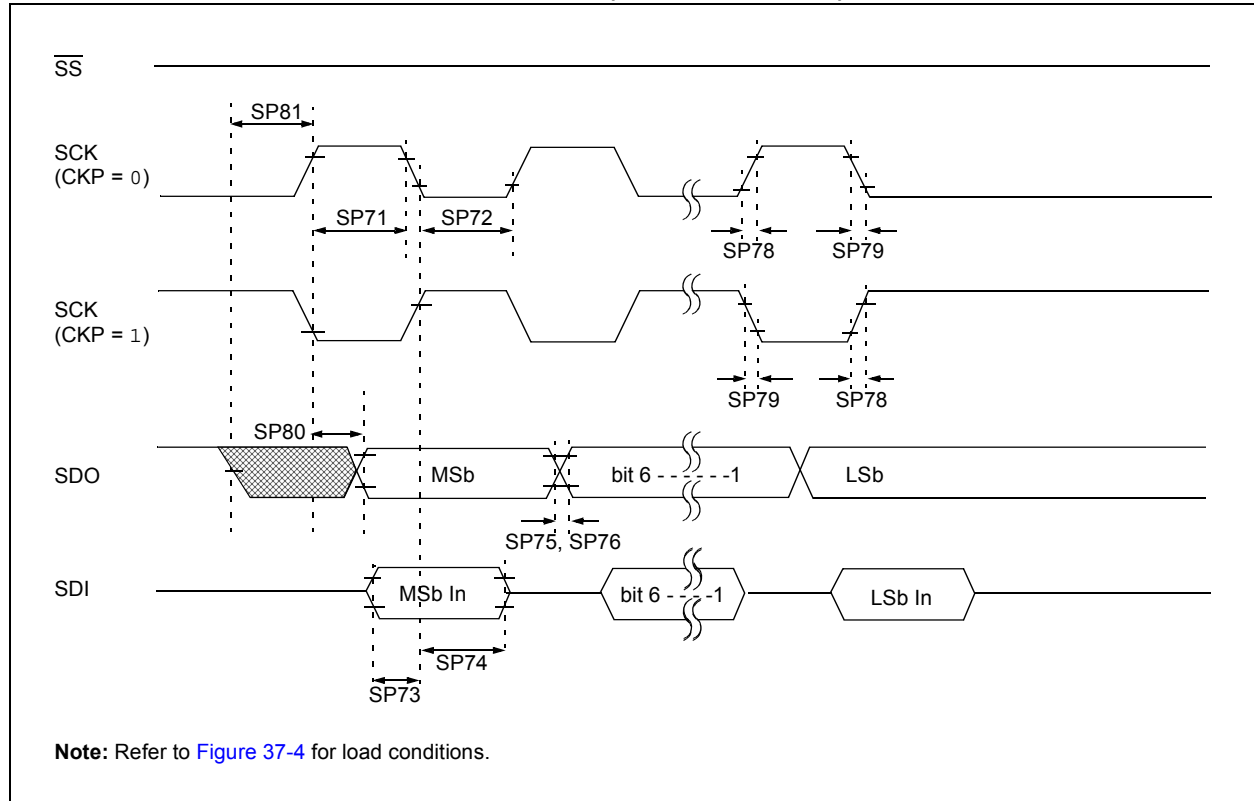 SS
SP81
SCK
(CKP = 0)
SP71
SP72
SP78
SP79
SCK
(CKP = 1)
SP79
SP78
SP80
SDO
MSb
bit 6 - - - - - -1
LSb
SP75, SP76
SDI
MSb In
bit 6 - - - -1
LSb In
SP74
SP73
Note: Refer to Figure 37-4 for load conditions.